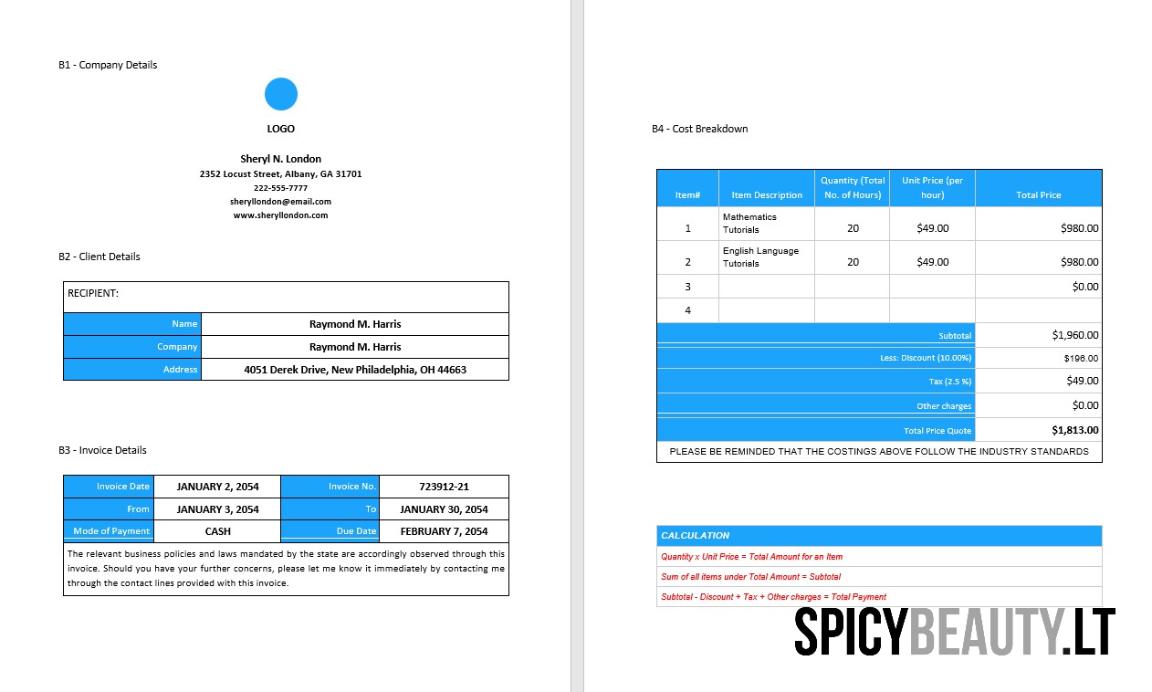 B1 - Company Details
LOGO
Sheryl N. London
2352 Locust Street, Albany, GA 31701
222-555-7777
sheryllondon@email.com
www.sheryllondon.com
B2 - Client Details
RECIPIENT:
Name Raymond M. Harris
Company Raymond M. Harris
Address 4051 Derek Drive, New Philadelphia, OH 44663
B3 - Invoice Details
Invoice Date JANUARY 2, 2054 Invoice No. 723912-21
From JANUARY 3, 2054 To JANUARY 30, 2054
Mode of Payment CASH Due Date FEBRUARY 7, 2054
The relevant business policies and laws mandated by the state are accordingly observed through this
invoice. Should you have your further concerns, please let me know it immediately by contacting me
through the contact lines provided with this invoice.
B4 - Cost Breakdown
Item# Item Description Quantity (Total No. of Hours) Unit Price (per hour) Total Price
1 Mathematics Tutorials 20 $49.00 $980.00
2 English Language Tutorials 20 $49.00 $980.00
3 $0.00
4
Subtotal $1,960.00
Less: Discount (10.00%) $196.00
Tax (2.5 %) $49.00
Other charges $0.00
Total Price Quote $1,813.00
PLEASE BE REMINDED THAT THE COSTINGS ABOVE FOLLOW THE INDUSTRY STANDARDS
CALCULATION
Quantity x Unit Price = Total Amount for an Item
Sum of all items under Total Amount = Subtotal
Subtotal - Discount + Tax + Other charges = Total Payment
SPICYBEAUTY.LT